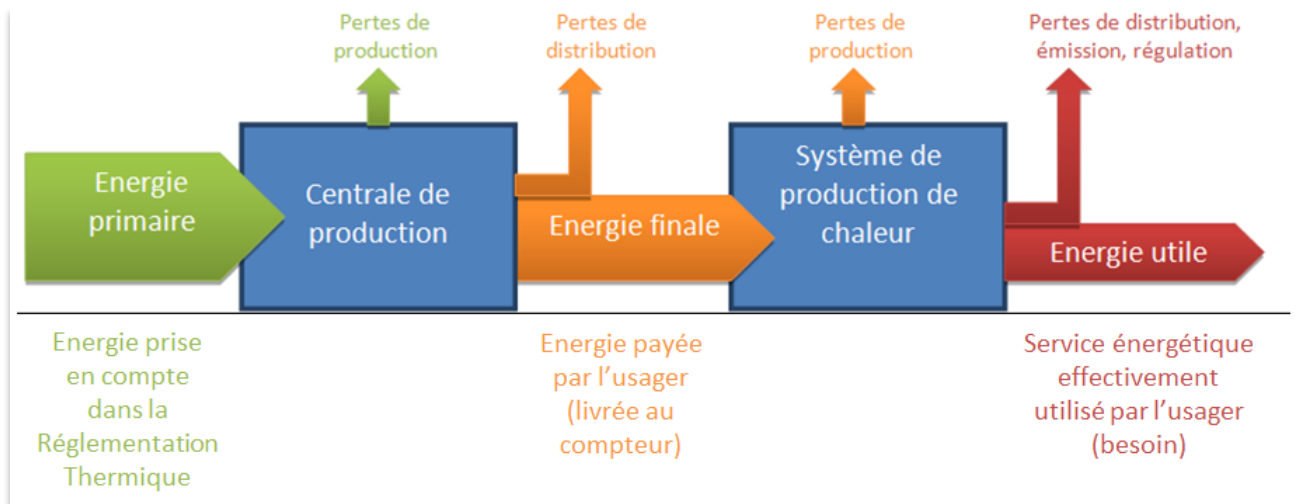 Pertes de
production
Pertes de
distribution
Pertes de
production
Pertes de distribution,
émission, régulation
Energie
primaire
Centrale de
production
Energie finale
Système de
production de
chaleur
Energie utile
Energie prise
en compte
dans la
Réglementation
Thermique
Energie payée
par l’usager
(livrée au
compteur)
Service énergétique
effectivement
utilisé par l’usager
(besoin)